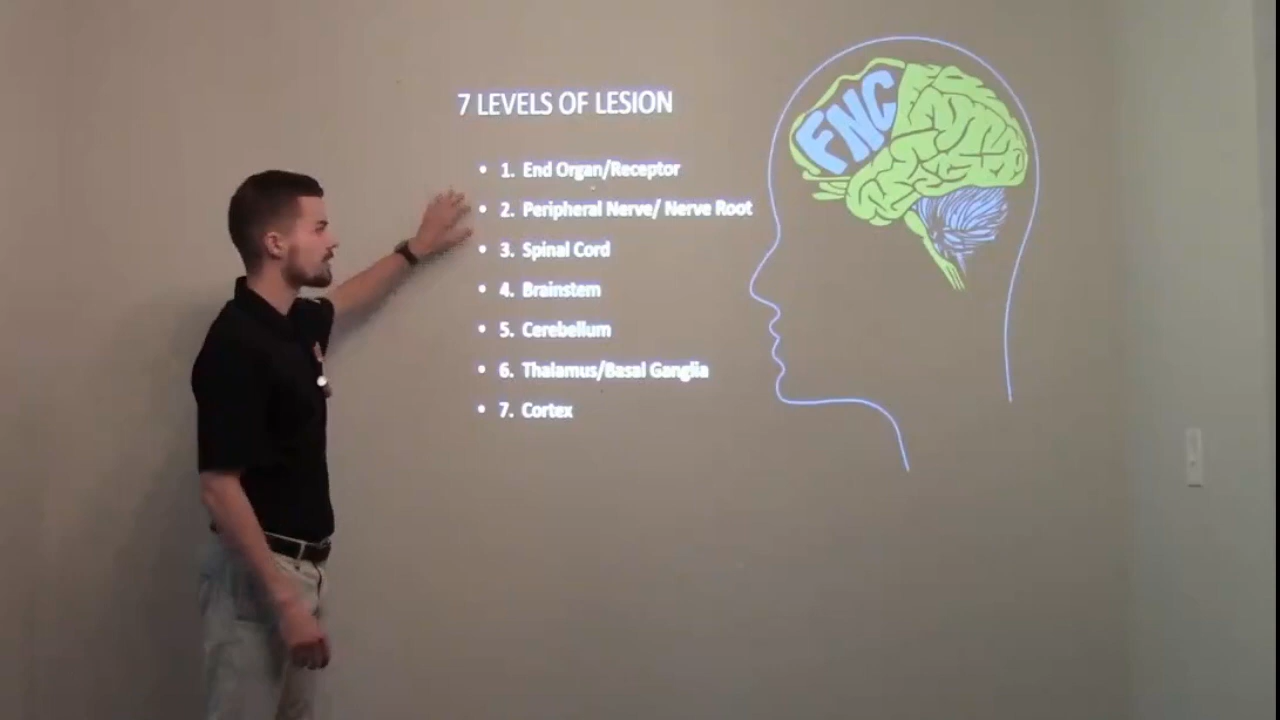 7 LEVELS OF LESION
FNC
• 1. End Organ/Receptor
• 2. Peripheral Nerve/ Nerve Root
• 3. Spinal Cord
• 4. Brainstem
• 5. Cerebellum
• 6. Thalamus/Basal Ganglia
• 7. Cortex